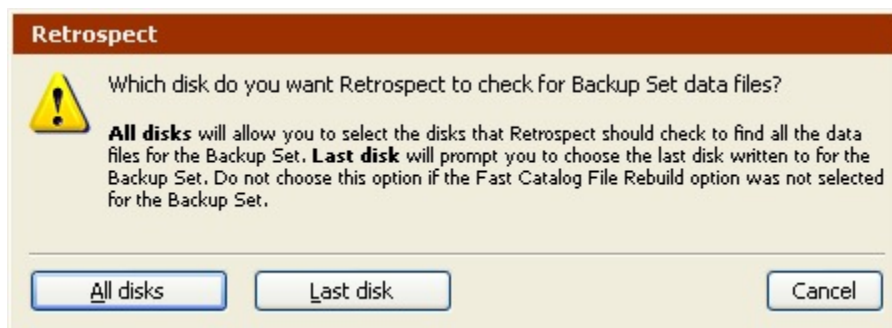 Retrospect
Which disk do you want Retrospect to check for Backup Set data files?
All disks will allow you to select the disks that Retrospect should check to find all the data
files for the Backup Set. Last disk will prompt you to choose the last disk written to for the
Backup Set. Do not choose this option if the Fast Catalog File Rebuild option was not selected
for the Backup Set.
All disks Last disk Cancel